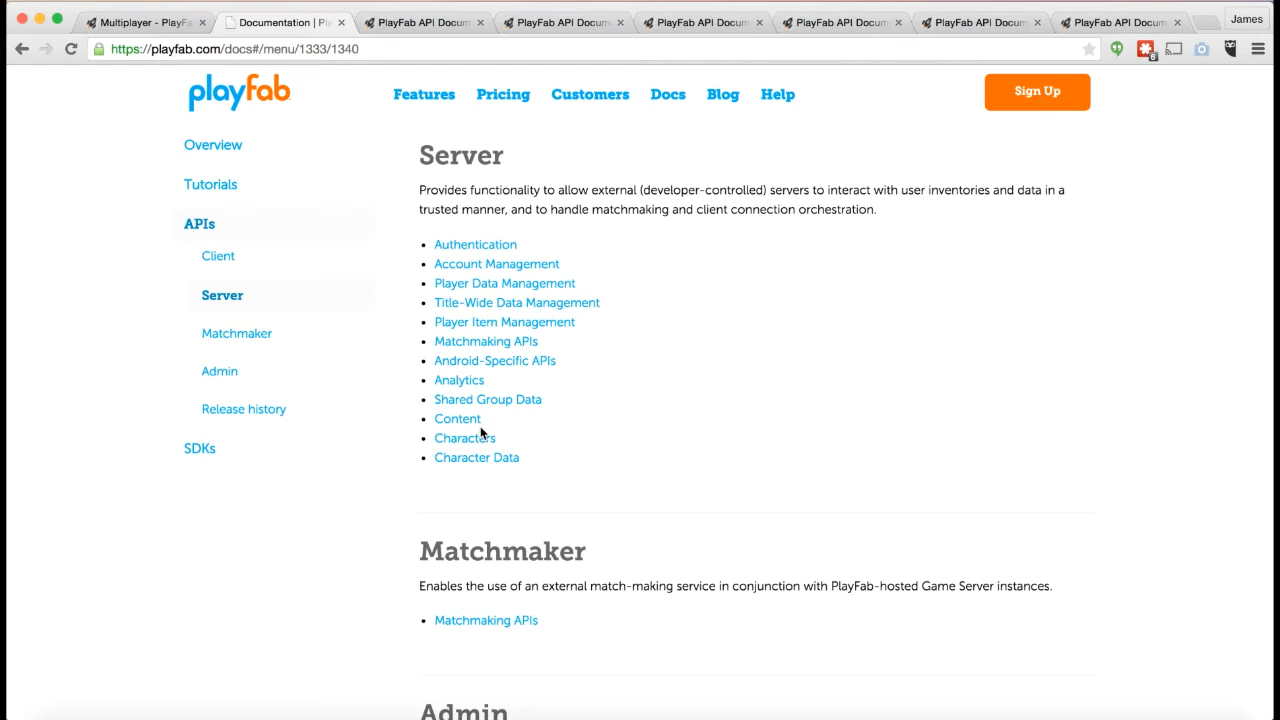 Multiplayer - PlayFa
Documentation | Pl
PlayFab API Docum
PlayFab API Docum
PlayFab API Docum
PlayFab API Docum
PlayFab API Docum
PlayFab API Docum
James
https://playfab.com/docs#/menu/1333/1340
6
playfab
Features
Pricing
Customers
Docs
Blog
Help
Sign Up
Overview
Tutorials
APIs
Client
Server
Matchmaker
Admin
Release history
SDKs
Server
Provides functionality to allow external (developer-controlled) servers to interact with user inventories and data in a
trusted manner, and to handle matchmaking and client connection orchestration.
• Authentication
• Account Management
• Player Data Management
• Title-Wide Data Management
• Player Item Management
• Matchmaking APIs
• Android-Specific APIs
• Analytics
• Shared Group Data
• Content
• Characters
• Character Data
Matchmaker
Enables the use of an external match-making service in conjunction with PlayFab-hosted Game Server instances.
• Matchmaking APIs
Admin